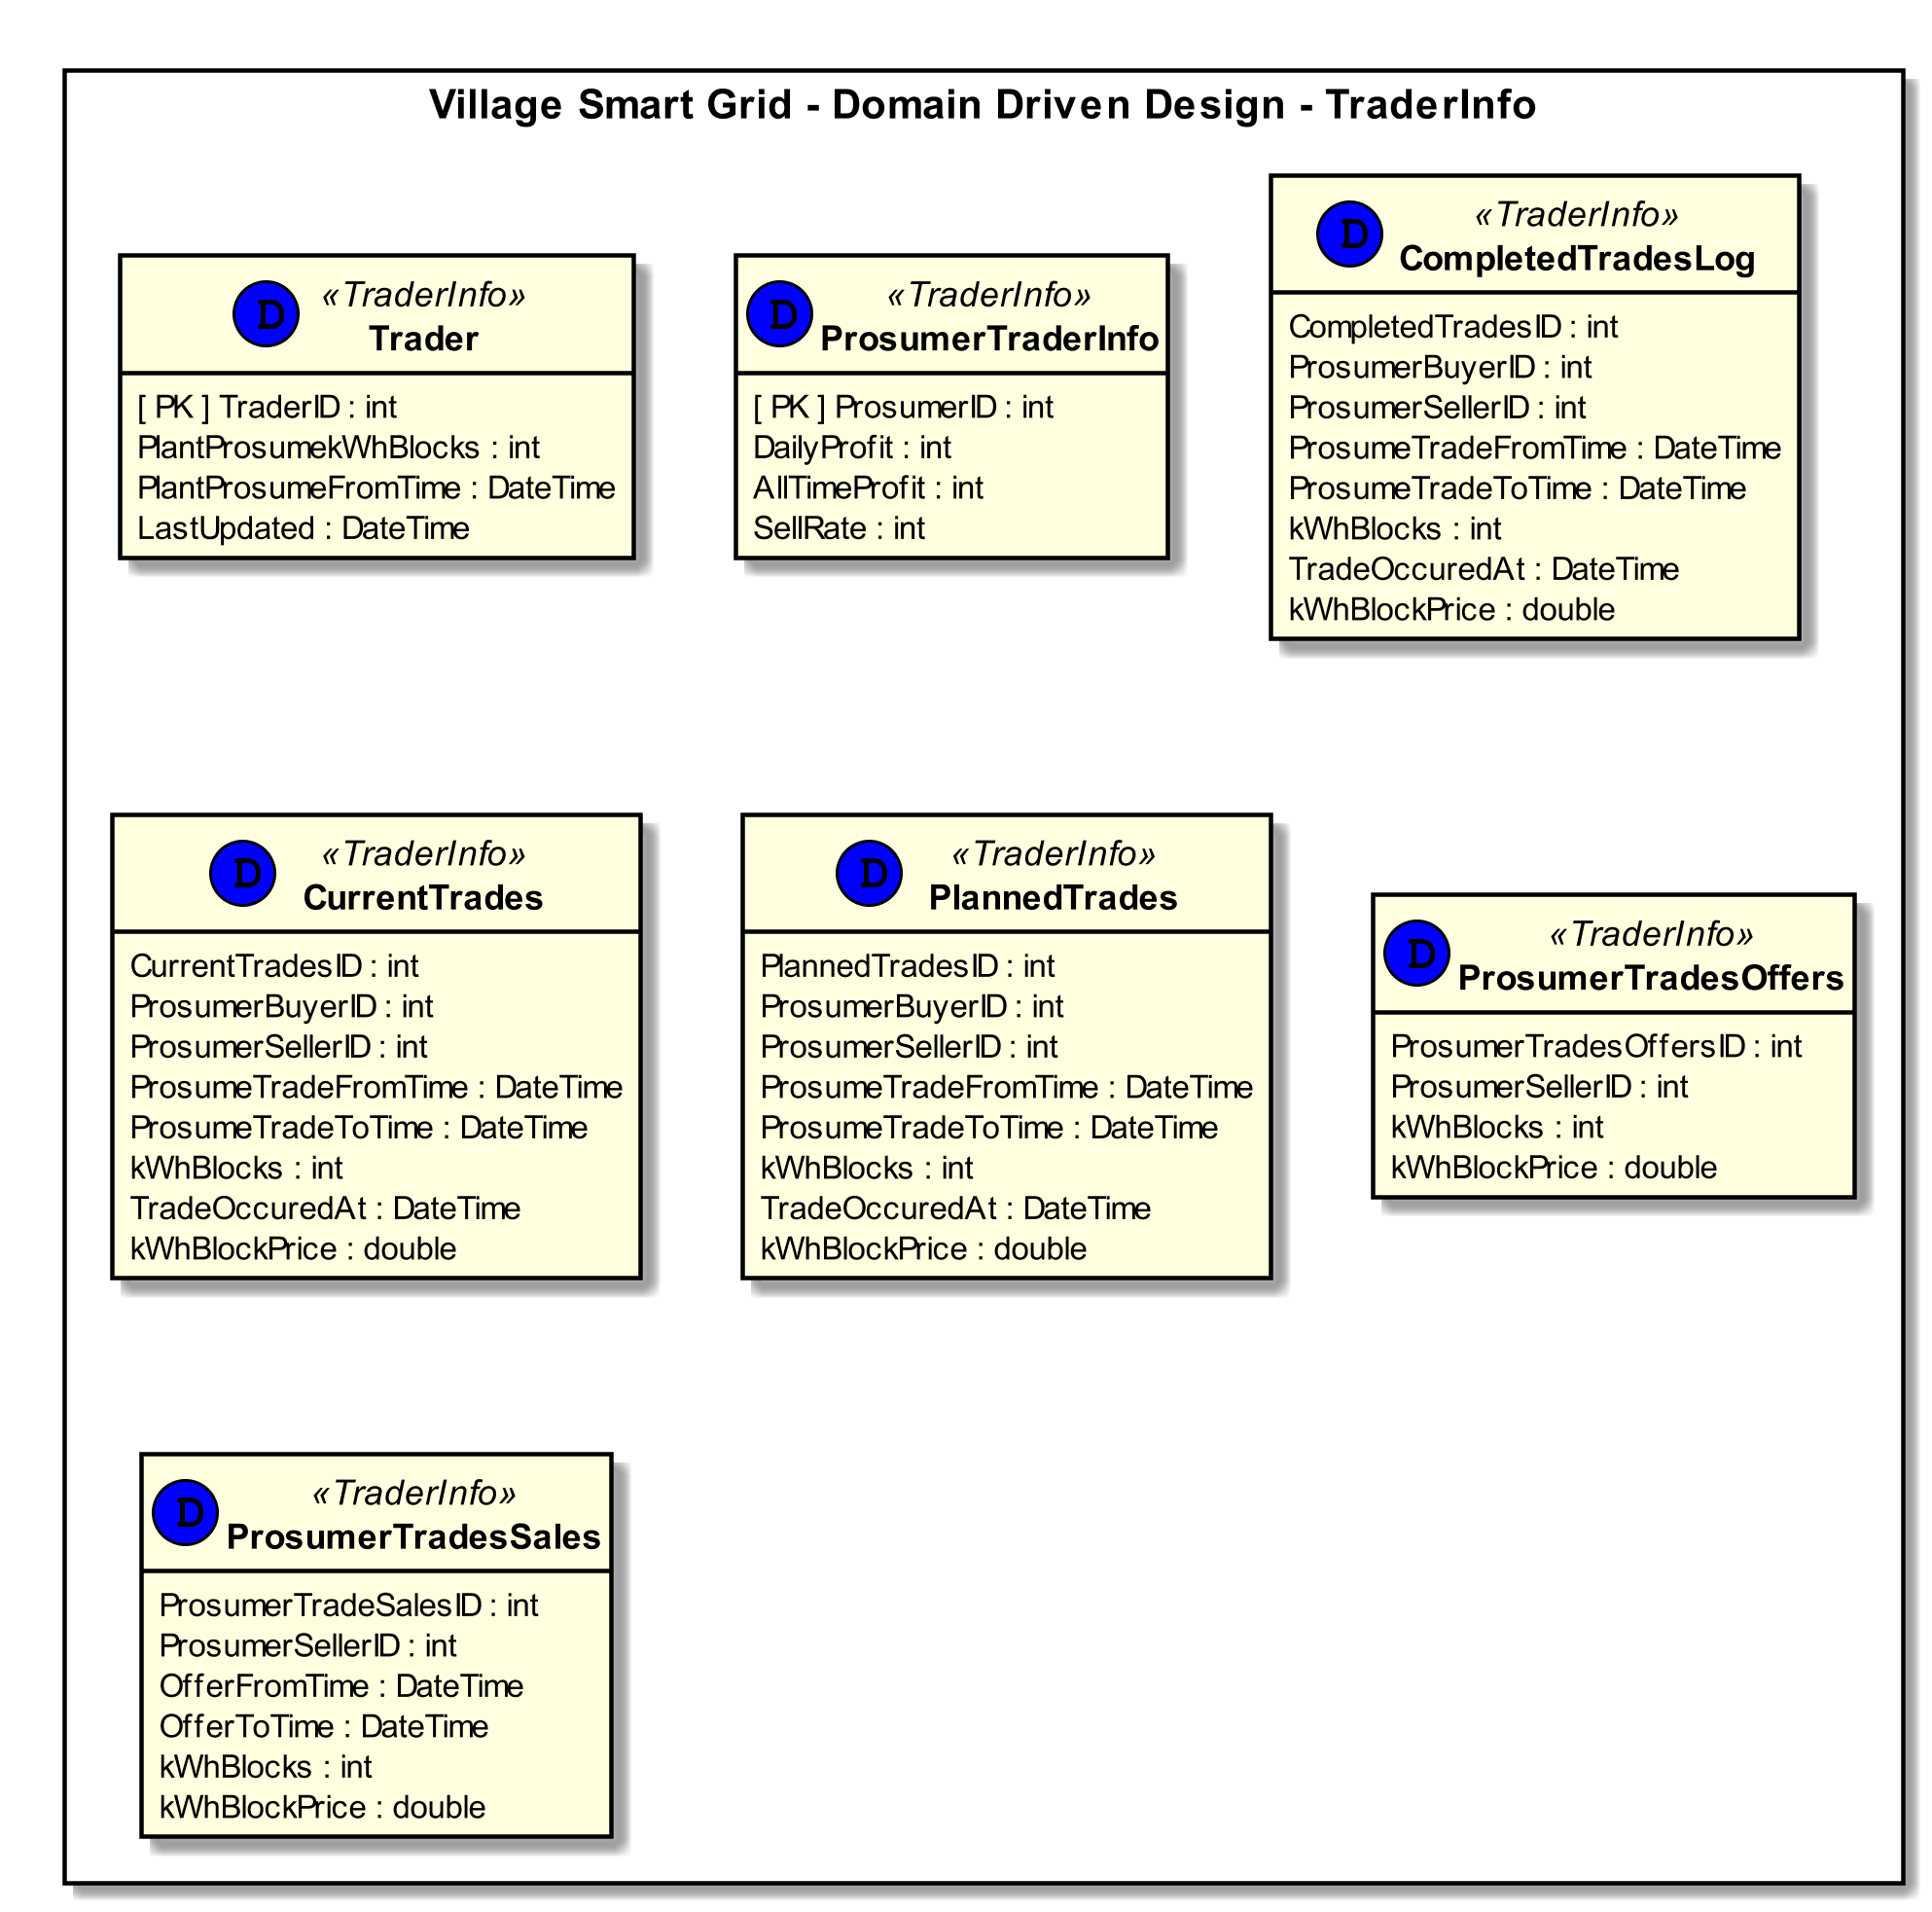 Village Smart Grid - Domain Driven Design - TraderInfo
D
«TraderInfo»
Trader
[ PK ] TraderID : int
PlantProsumekWhBlocks : int
PlantProsumeFromTime : DateTime
LastUpdated : DateTime
D
«TraderInfo»
ProsumerTraderInfo
[ PK ] ProsumerID : int
DailyProfit : int
AllTimeProfit : int
SellRate : int
D
«TraderInfo»
CompletedTradesLog
CompletedTradesID : int
ProsumerBuyerID : int
ProsumerSellerID : int
ProsumeTradeFromTime : DateTime
ProsumeTradeToTime : DateTime
kWhBlocks : int
TradeOccuredAt : DateTime
kWhBlockPrice : double
D
«TraderInfo»
CurrentTrades
CurrentTradesID : int
ProsumerBuyerID : int
ProsumerSellerID : int
ProsumeTradeFromTime : DateTime
ProsumeTradeToTime : DateTime
kWhBlocks : int
TradeOccuredAt : DateTime
kWhBlockPrice : double
D
«TraderInfo»
PlannedTrades
PlannedTradesID : int
ProsumerBuyerID : int
ProsumerSellerID : int
ProsumeTradeFromTime : DateTime
ProsumeTradeToTime : DateTime
kWhBlocks : int
TradeOccuredAt : DateTime
kWhBlockPrice : double
D
«TraderInfo»
ProsumerTradesOffers
ProsumerTradesOffersID : int
ProsumerSellerID : int
kWhBlocks : int
kWhBlockPrice : double
D
«TraderInfo»
ProsumerTradesSales
ProsumerTradeSalesID : int
ProsumerSellerID : int
OfferFromTime : DateTime
OfferToTime : DateTime
kWhBlocks : int
kWhBlockPrice : double